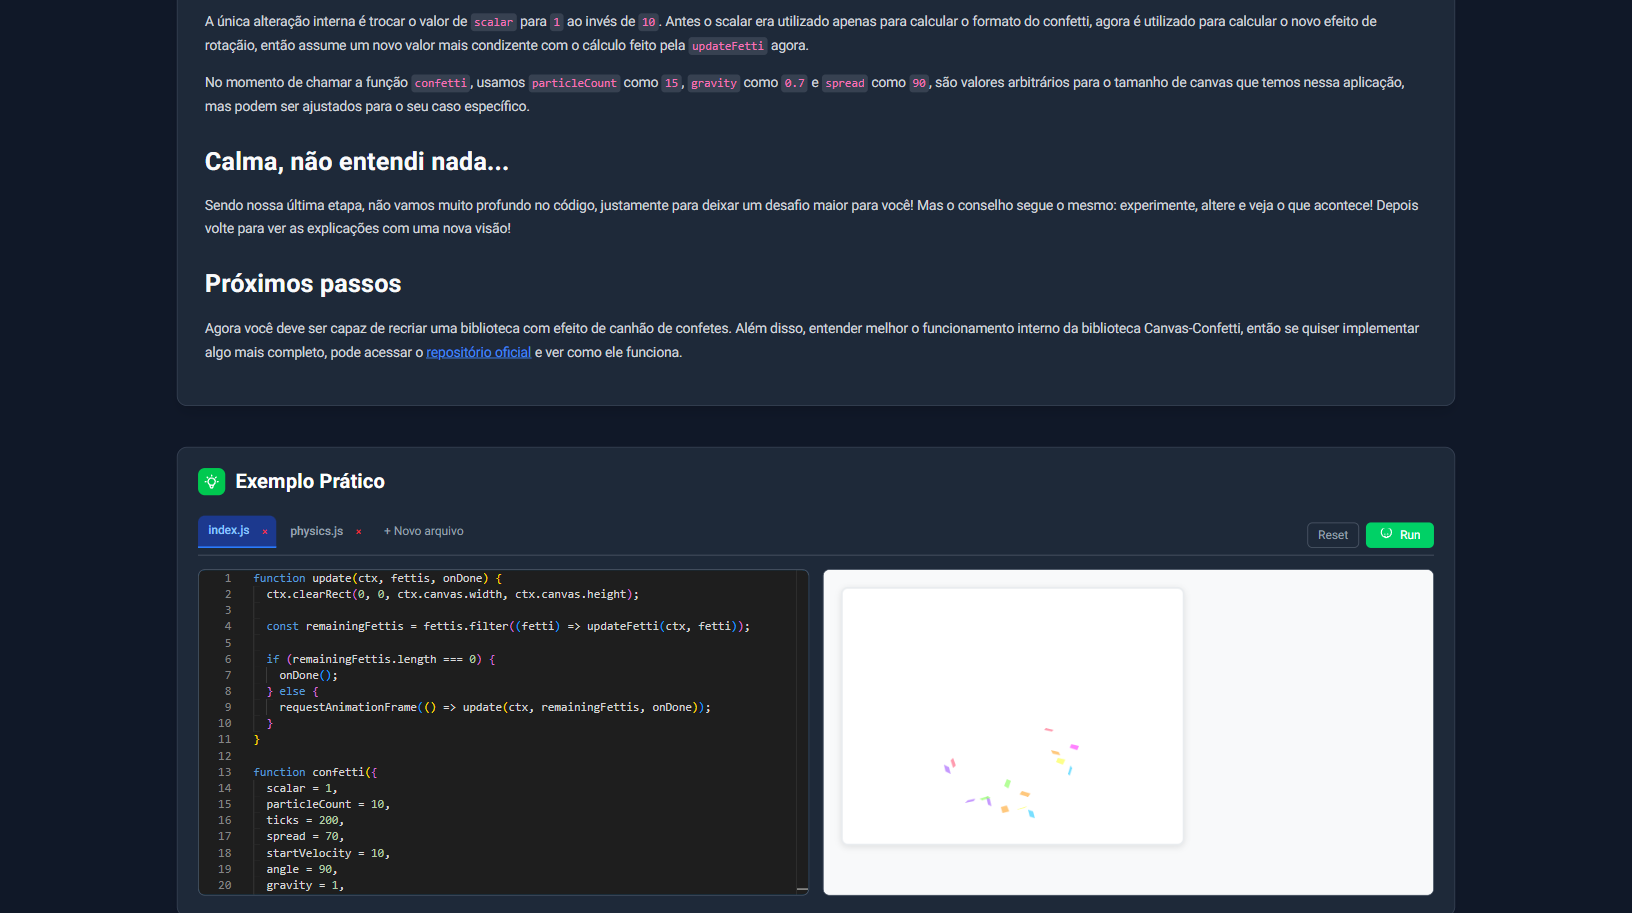 A única alteração interna é trocar o valor de scalar para 1 ao invés de 10. Antes o scalar era utilizado apenas para calcular o formato do confetti, agora é utilizado para calcular o novo efeito de
rotação, então assume um novo valor mais condizente com o cálculo feito pela updateFetti agora.
No momento de chamar a função confetti, usamos particleCount como 15, gravity como 0.7 e spread como 90, são valores arbitrários para o tamanho de canvas que temos nessa aplicação,
mas podem ser ajustados para o seu caso específico.
Calma, não entendi nada...
Sendo nossa última etapa, não vamos muito profundo no código, justamente para deixar um desafio maior para você! Mas o conselho segue o mesmo: experimente, altere e veja o que acontece! Depois
volte para ver as explicações com uma nova visão!
Próximos passos
Agora você deve ser capaz de recriar uma biblioteca com efeito de canhão de confetes. Além disso, entender melhor o funcionamento interno da biblioteca Canvas-Confetti, então se quiser implementar
algo mais completo, pode acessar o repositório oficial e ver como ele funciona.
Exemplo Prático
index.js × physics.js × + Novo arquivo Reset Run
1 function update(ctx, fettis, onDone) {
2 ctx.clearRect(0, 0, ctx.canvas.width, ctx.canvas.height);
3
4 const remainingFettis = fettis.filter((fetti) => updateFetti(ctx, fetti));
5
6 if (remainingFettis.length === 0) {
7 onDone();
8 } else {
9 requestAnimationFrame(() => update(ctx, remainingFettis, onDone));
10 }
11 }
12
13 function confetti({
14 scalar = 1,
15 particleCount = 10,
16 ticks = 200,
17 spread = 70,
18 startVelocity = 10,
19 angle = 90,
20 gravity = 1,